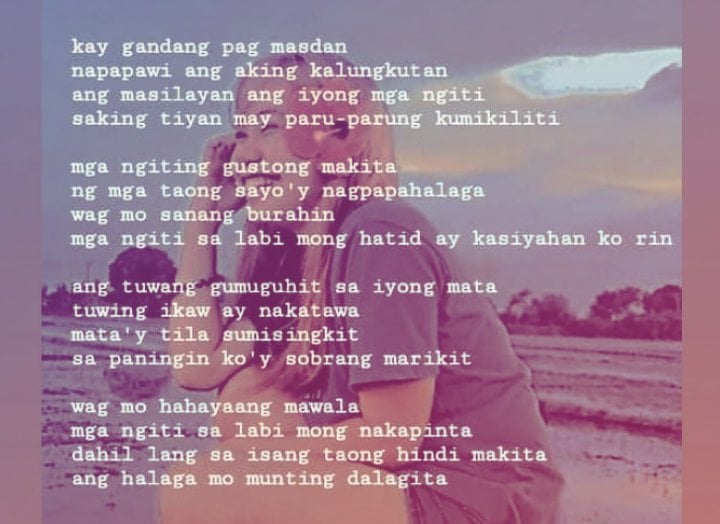 kay gandang pag masdan
napapawi ang aking kalungkutan
ang masilayan ang iyong mga ngiti
saking tiyan may paru-parung kumikiliti
mga ngiting gustong makita
ng mga taong sayo'y nagpapahalaga
wag mo sanang burahin
mga ngiti sa labi mong hatid ay kasiyahan ko rin
ang tuwang gumuguhit sa iyong mata
tuwing ikaw ay nakatawa
mata'y tila sumisingkit
sa paningin ko'y sobrang marikit
wag mo hahayaang mawala
mga ngiti sa labi mong nakapinta
dahil lang sa isang taong hindi makita
ang halaga mo munting dalagita